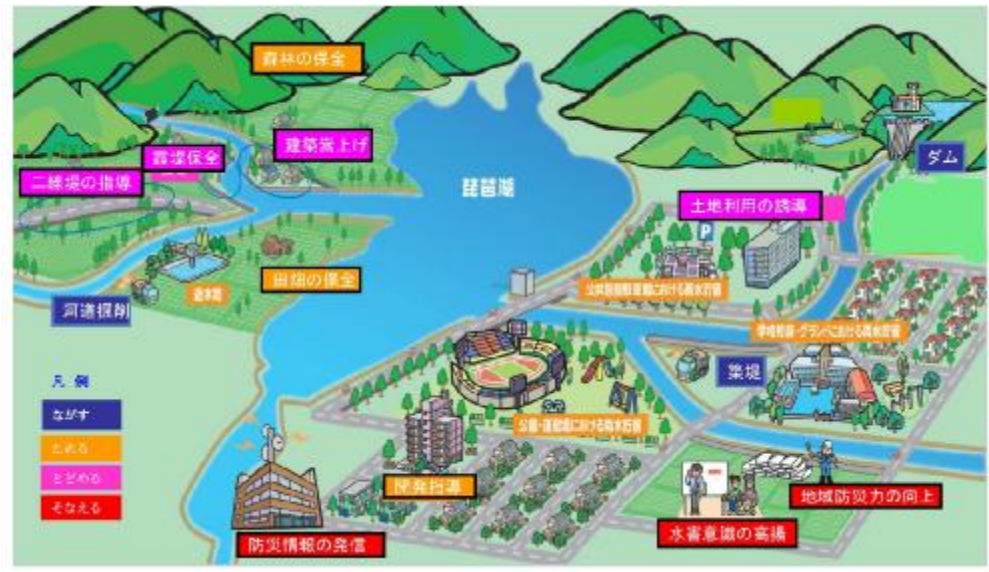 森林の保全
建築嵩上げ
霞堤保全
二線堤の指導
琵琶湖
ダム
土地利用の誘導
P
田畑の保全
遊水池
河道掘削
公共施設駐車場における雨水貯留
学校校庭・グランドにおける雨水貯留
築堤
公園・運動場における雨水貯留
開発指導
地域防災力の向上
水害意識の高揚
防災情報の発信
凡例
ながす
ためる
とどめる
そなえる